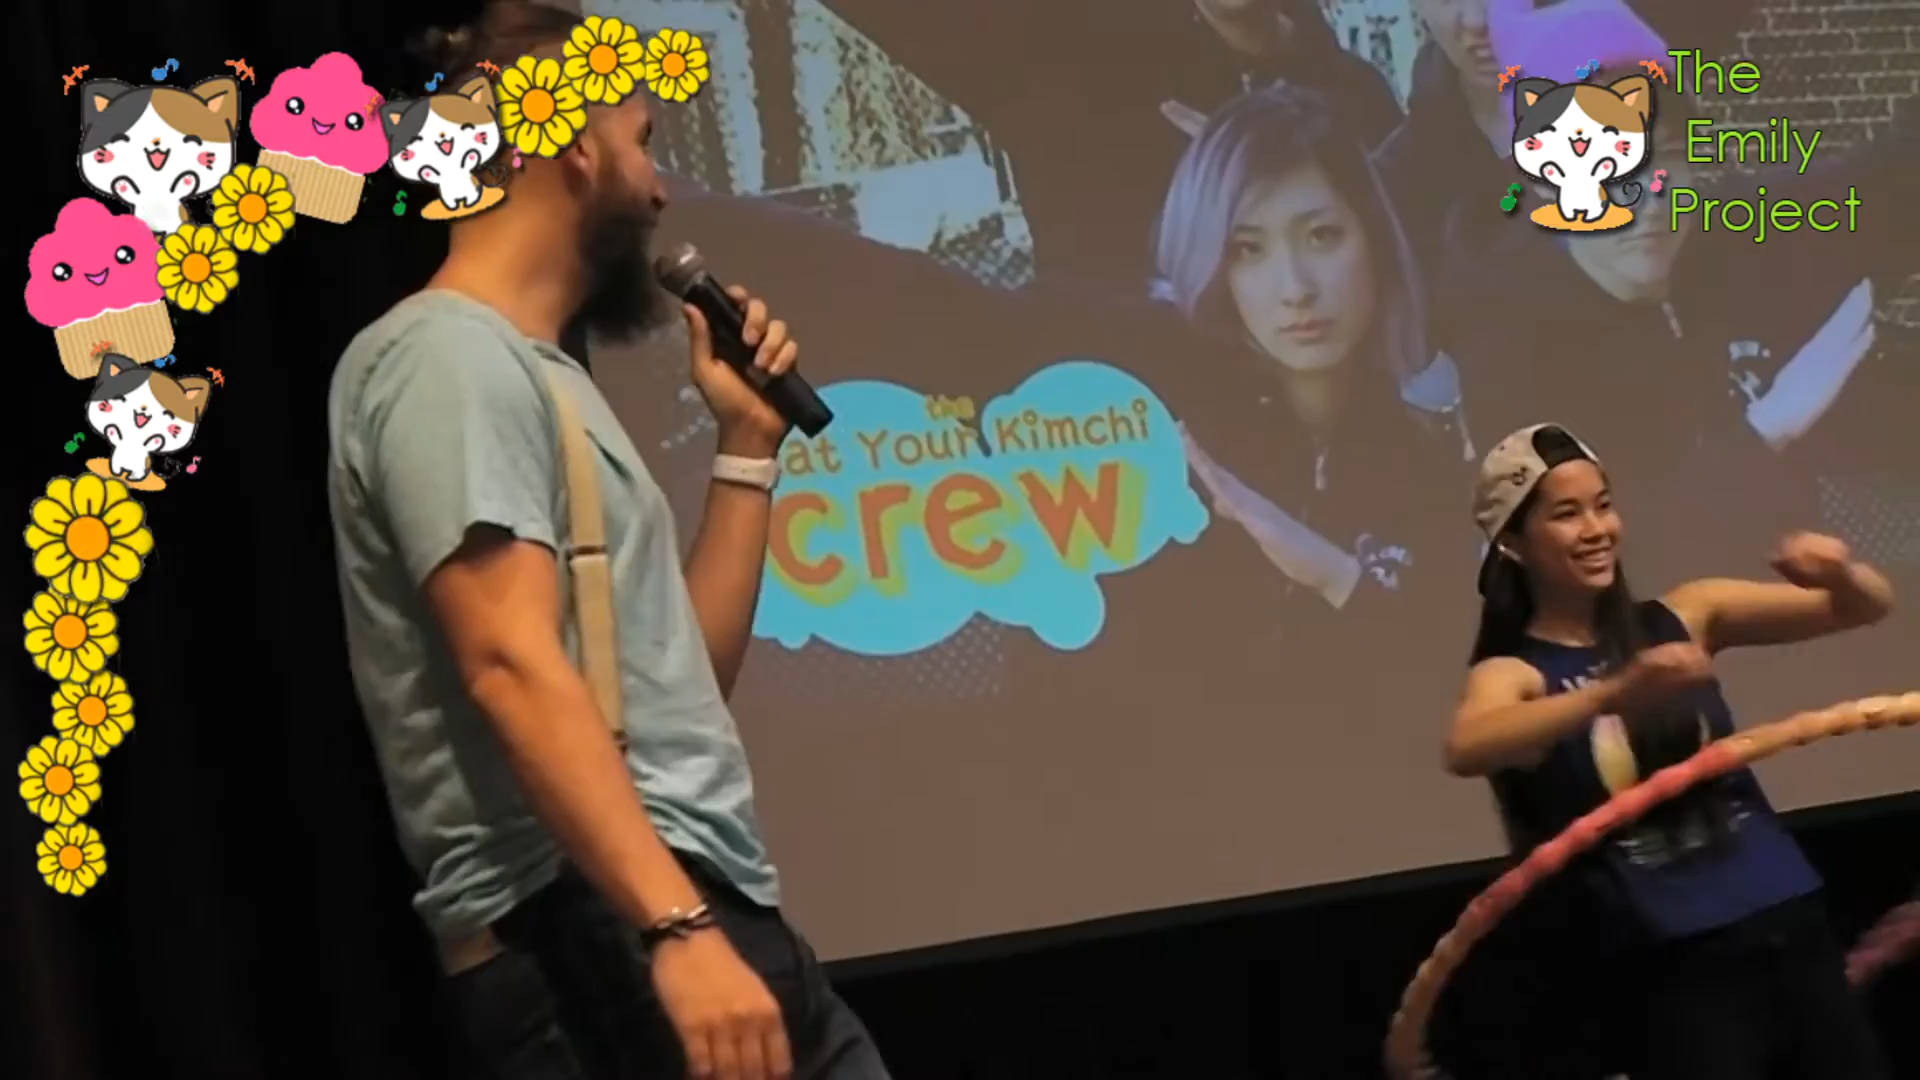 The
Emily
Project
the
at Your Kimchi
crew